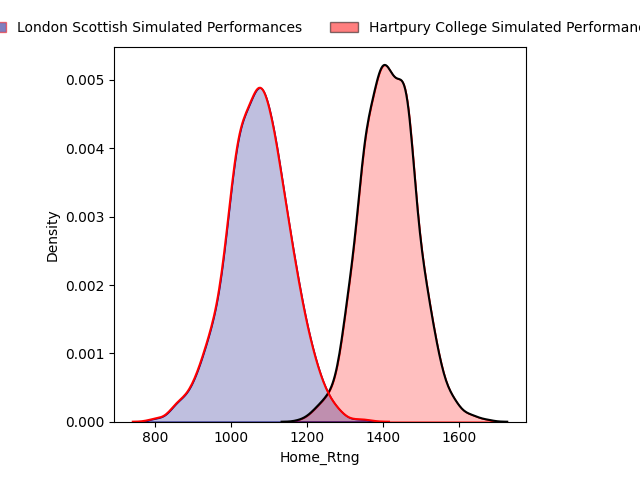 London Scottish Simulated Performances
Hartpury College Simulated
0.005
0.004
0.003
0.002
0.001
0.000
Density
800 1000 1200 1400 1600
Home_Rtng